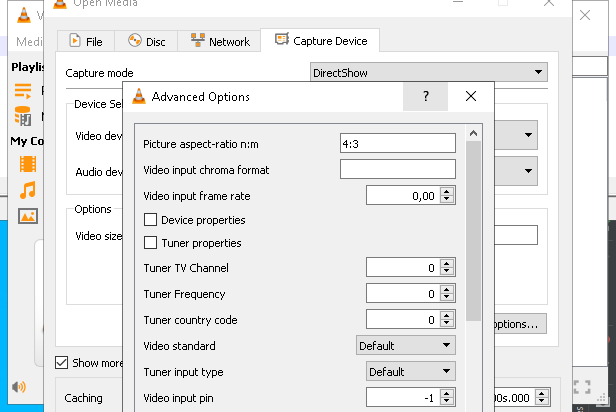 Open Media
V
Medi
File
Disc
Network
Capture Device
Playlis
My Co
Capture mode
DirectShow
Device Sel
Video dev
Audio dev
Options
Video size
ptions...
Show more
Caching
00s.000
Advanced Options
?
Picture aspect-ratio n:m
4:3
Video input chroma format
Video input frame rate
0,00
Device properties
Tuner properties
Tuner TV Channel
0
Tuner Frequency
0
Tuner country code
0
Video standard
Default
Tuner input type
Default
Video input pin
-1